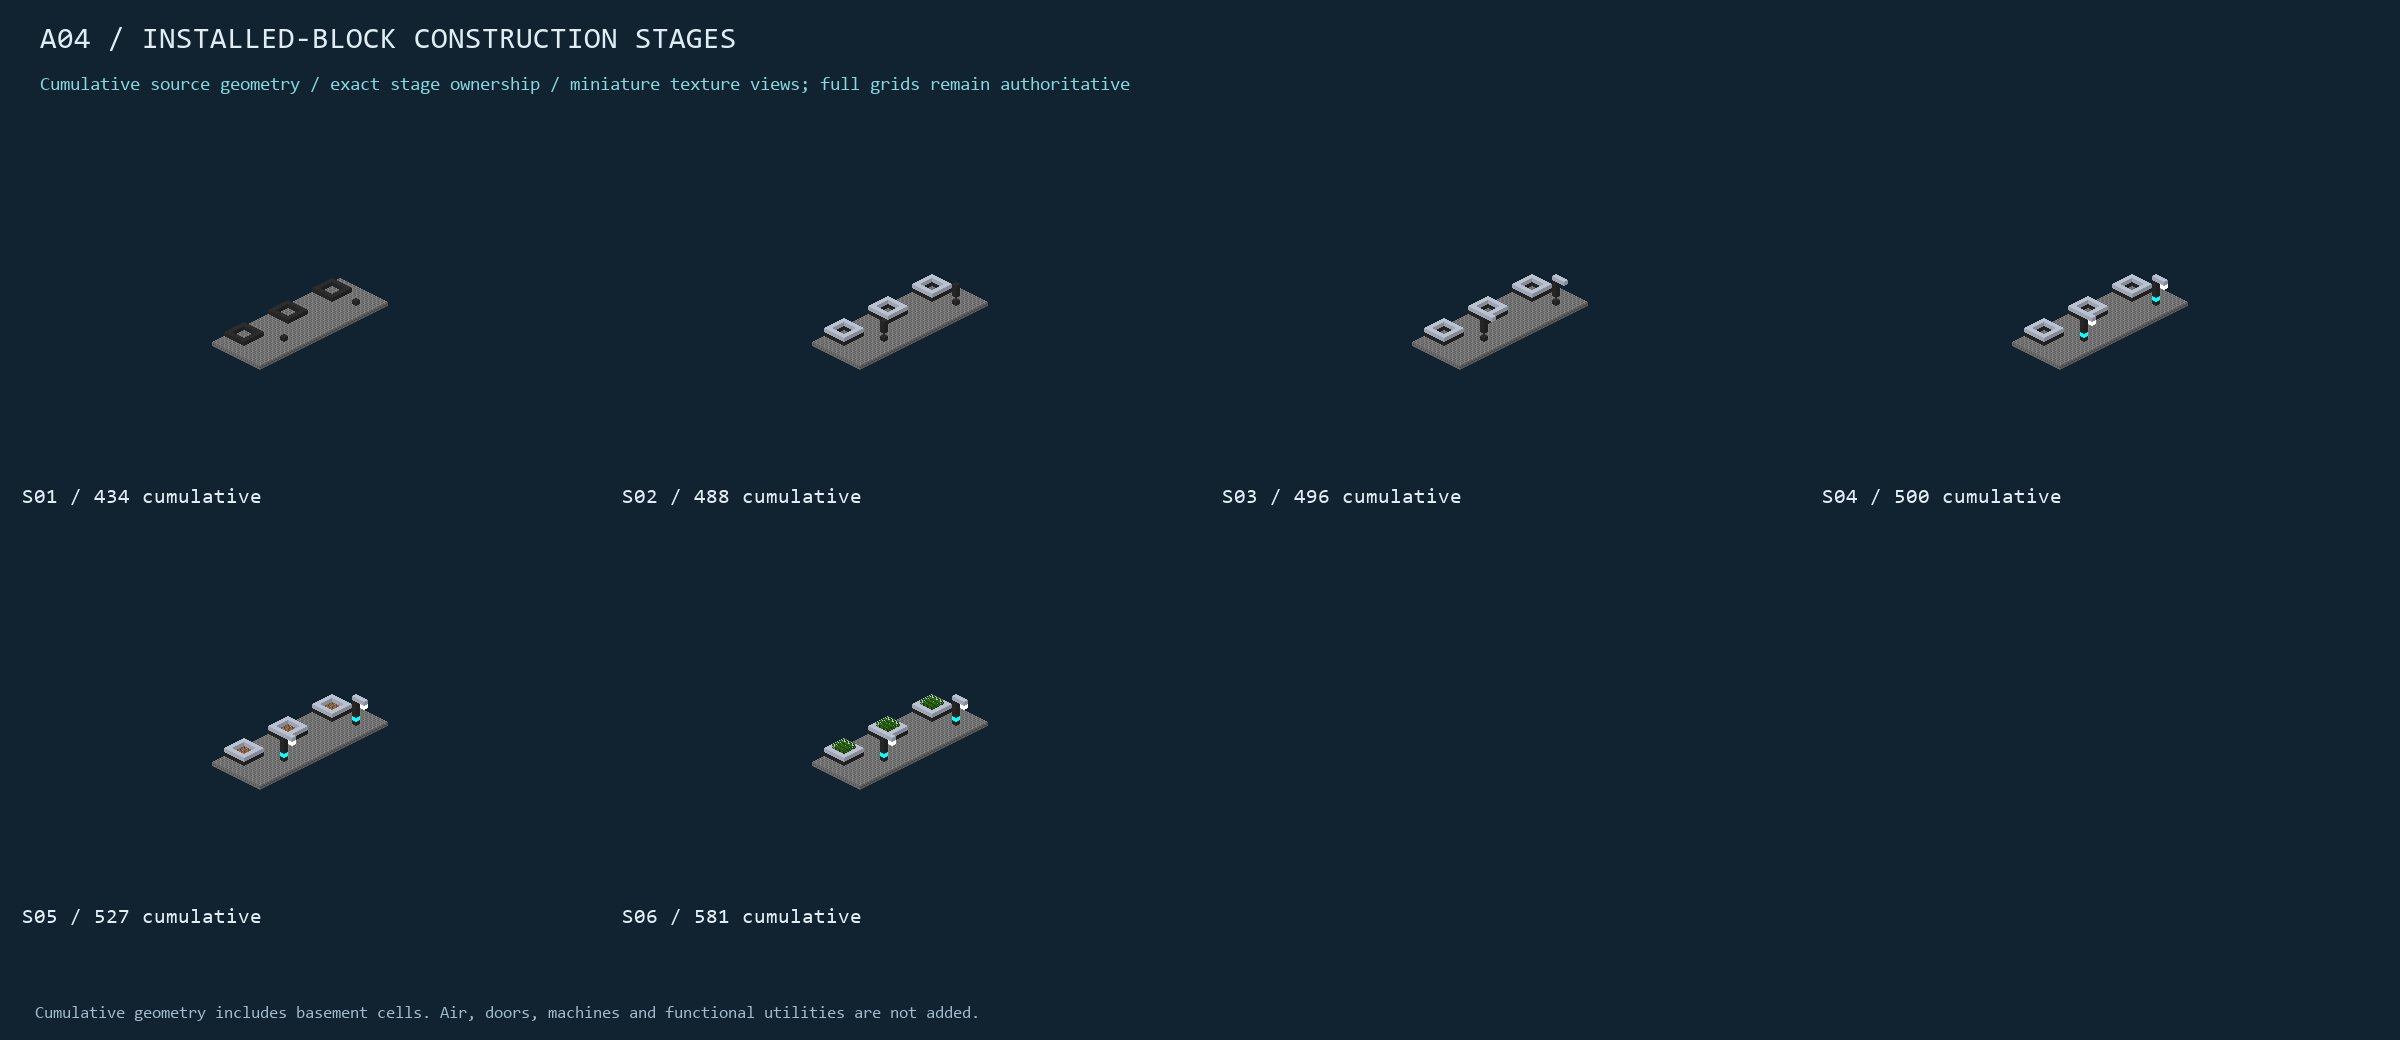 A04 / INSTALLED-BLOCK CONSTRUCTION STAGES
Cumulative source geometry / exact stage ownership / miniature texture views; full grids remain authoritative
S01 / 434 cumulative
S02 / 488 cumulative
S03 / 496 cumulative
S04 / 500 cumulative
S05 / 527 cumulative
S06 / 581 cumulative
Cumulative geometry includes basement cells. Air, doors, machines and functional utilities are not added.